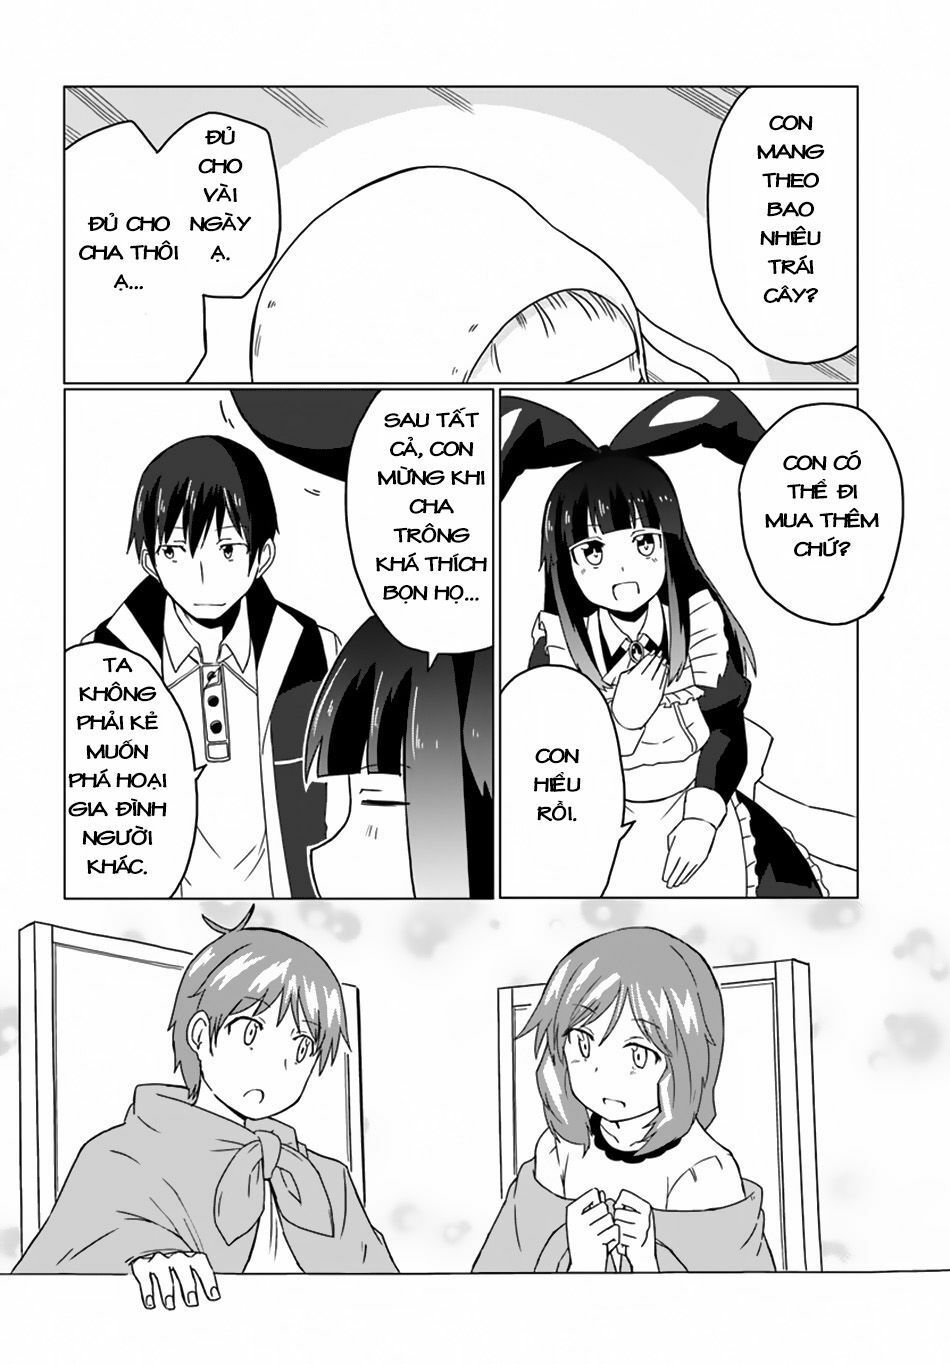 CON
MANG
THEO
BAO
NHIÊU
TRÁI
CÂY?
ĐỦ
CHO
VÀI
NGÀY
Ạ.
ĐỦ CHO
CHA THÔI
Ạ...
CON CÓ
THỂ ĐI
MUA THÊM
CHỨ?
CON
HIỂU
RỒI.
SAU TẤT
CẢ, CON
MỪNG KHI
CHA
TRÔNG
KHÁ THÍCH
BỌN HỌ...
TA
KHÔNG
PHẢI KẺ
MUỐN
PHÁ HOẠI
GIA ĐÌNH
NGƯỜI
KHÁC.